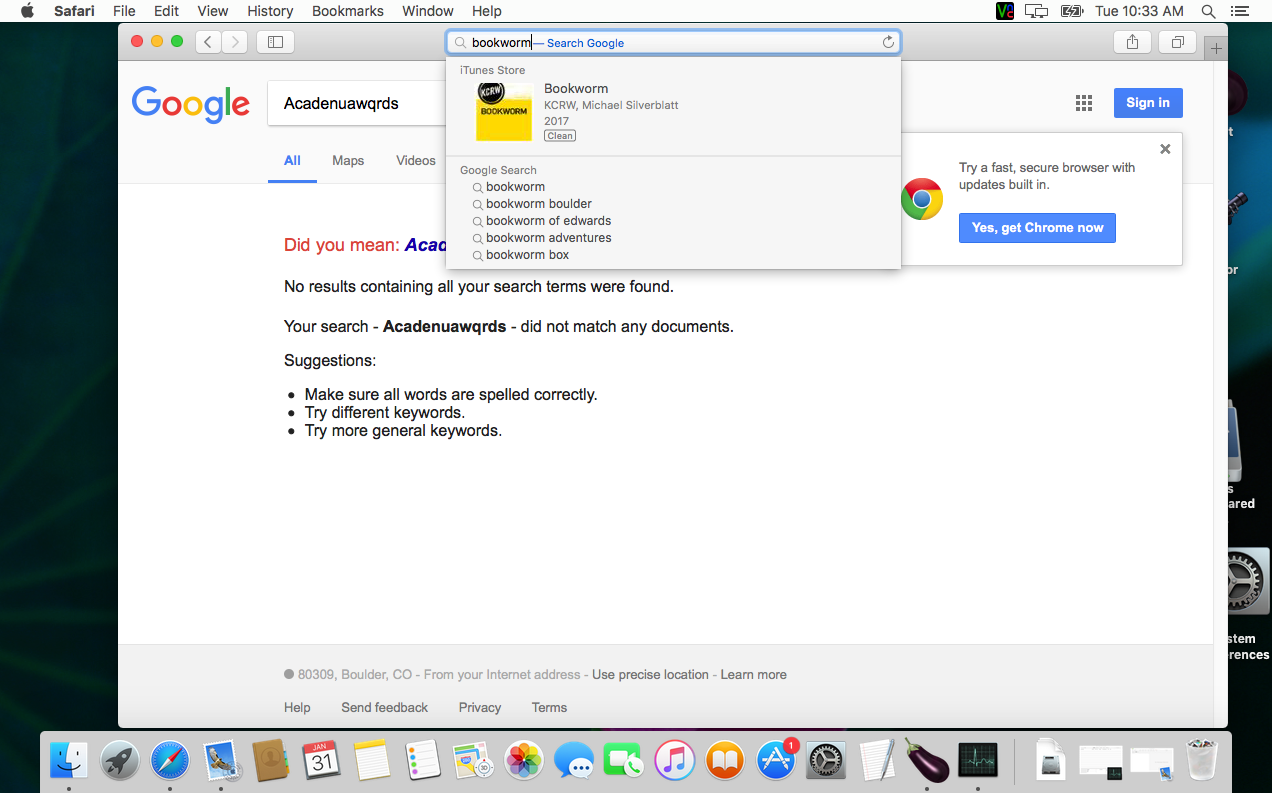 Safari File Edit View History Bookmarks Window Help Tue 10:33 AM
bookworm — Search Google
iTunes Store
KCRW
BOOKWORM
Bookworm
KCRW, Michael Silverblatt
2017
Clean
Google Search
bookworm
bookworm boulder
bookworm of edwards
bookworm adventures
bookworm box
Google
Acadenuawqrds
Sign in
All Maps Videos
Try a fast, secure browser with
updates built in.
Yes, get Chrome now
Did you mean: Acad
No results containing all your search terms were found.
Your search - Acadenuawqrds - did not match any documents.
Suggestions:
Make sure all words are spelled correctly.
Try different keywords.
Try more general keywords.
80309, Boulder, CO - From your Internet address - Use precise location - Learn more
Help Send feedback Privacy Terms
t
or
s
ared
stem
rences
JAN
31
3D
1